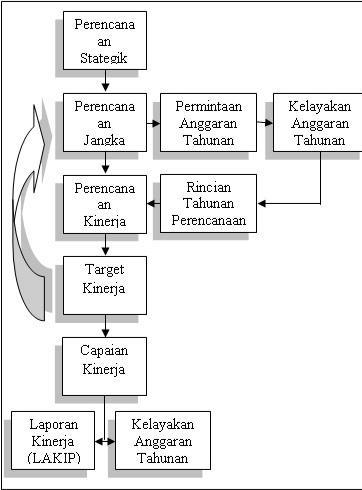 Perencana
an
Stategik
Perencana
an
Jangka
Permintaan
Anggaran
Tahunan
Kelayakan
Anggaran
Tahunan
Perencana
an
Kinerja
Rincian
Tahunan
Perencanaan
Target
Kinerja
Capaian
Kinerja
Laporan
Kinerja
(LAKIP)
Kelayakan
Anggaran
Tahunan